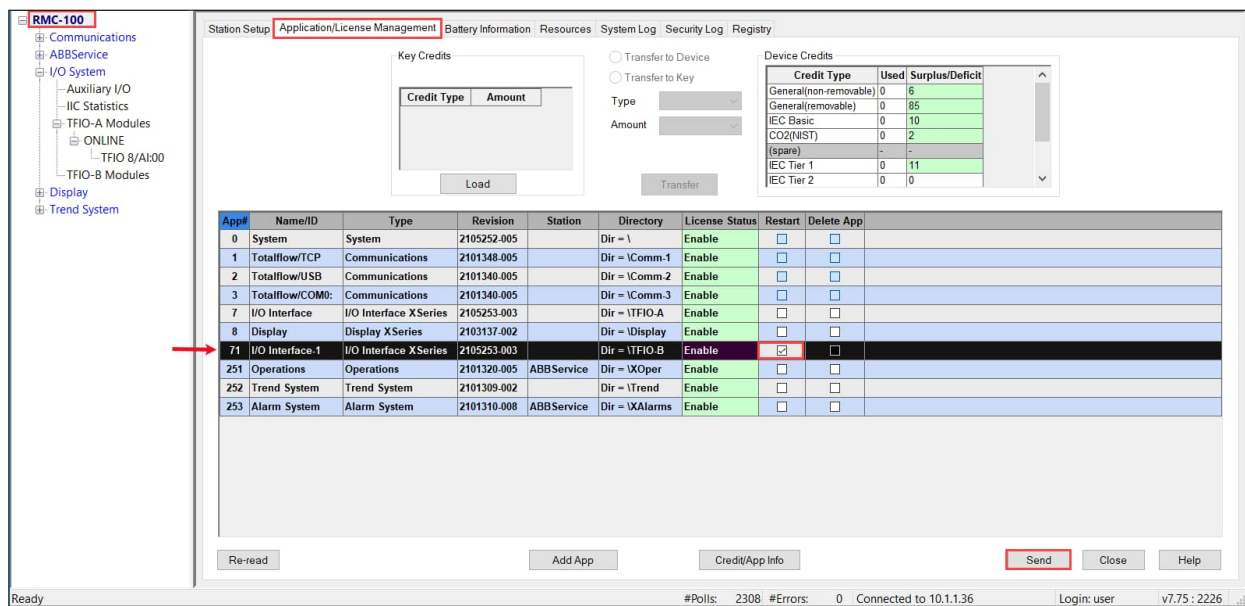 RMC-100
Communications
ABBService
I/O System
Auxiliary I/O
IIC Statistics
TFIO-A Modules
ONLINE
TFIO 8/AI:00
TFIO-B Modules
Display
Trend System
Station Setup Application/License Management Battery Information Resources System Log Security Log Registry
Key Credits
Credit Type Amount
Load
Transfer to Device
Transfer to Key
Type
Amount
Transfer
Device Credits
Credit Type Used Surplus/Deficit
General(non-removable) 0 6
General(removable) 0 85
IEC Basic 0 10
CO2(NIST) 0 2
(spare) - -
IEC Tier 1 0 11
IEC Tier 2 0 0
App# Name/ID Type Revision Station Directory License Status Restart Delete App
0 System System 2105252-005 Dir = \ Enable
1 Totalflow/TCP Communications 2101348-005 Dir = \Comm-1 Enable
2 Totalflow/USB Communications 2101340-005 Dir = \Comm-2 Enable
3 Totalflow/COM0: Communications 2101340-005 Dir = \Comm-3 Enable
7 I/O Interface I/O Interface XSeries 2105253-003 Dir = \TFIO-A Enable
8 Display Display XSeries 2103137-002 Dir = \Display Enable
71 I/O Interface-1 I/O Interface XSeries 2105253-003 Dir = \TFIO-B Enable
251 Operations Operations 2101320-005 ABBService Dir = \XOper Enable
252 Trend System Trend System 2101309-002 Dir = \Trend Enable
253 Alarm System Alarm System 2101310-008 ABBService Dir = \XAlarms Enable
Re-read Add App Credit/App Info Send Close Help
Ready #Polls: 2308 #Errors: 0 Connected to 10.1.1.36 Login: user v7.75 : 2226